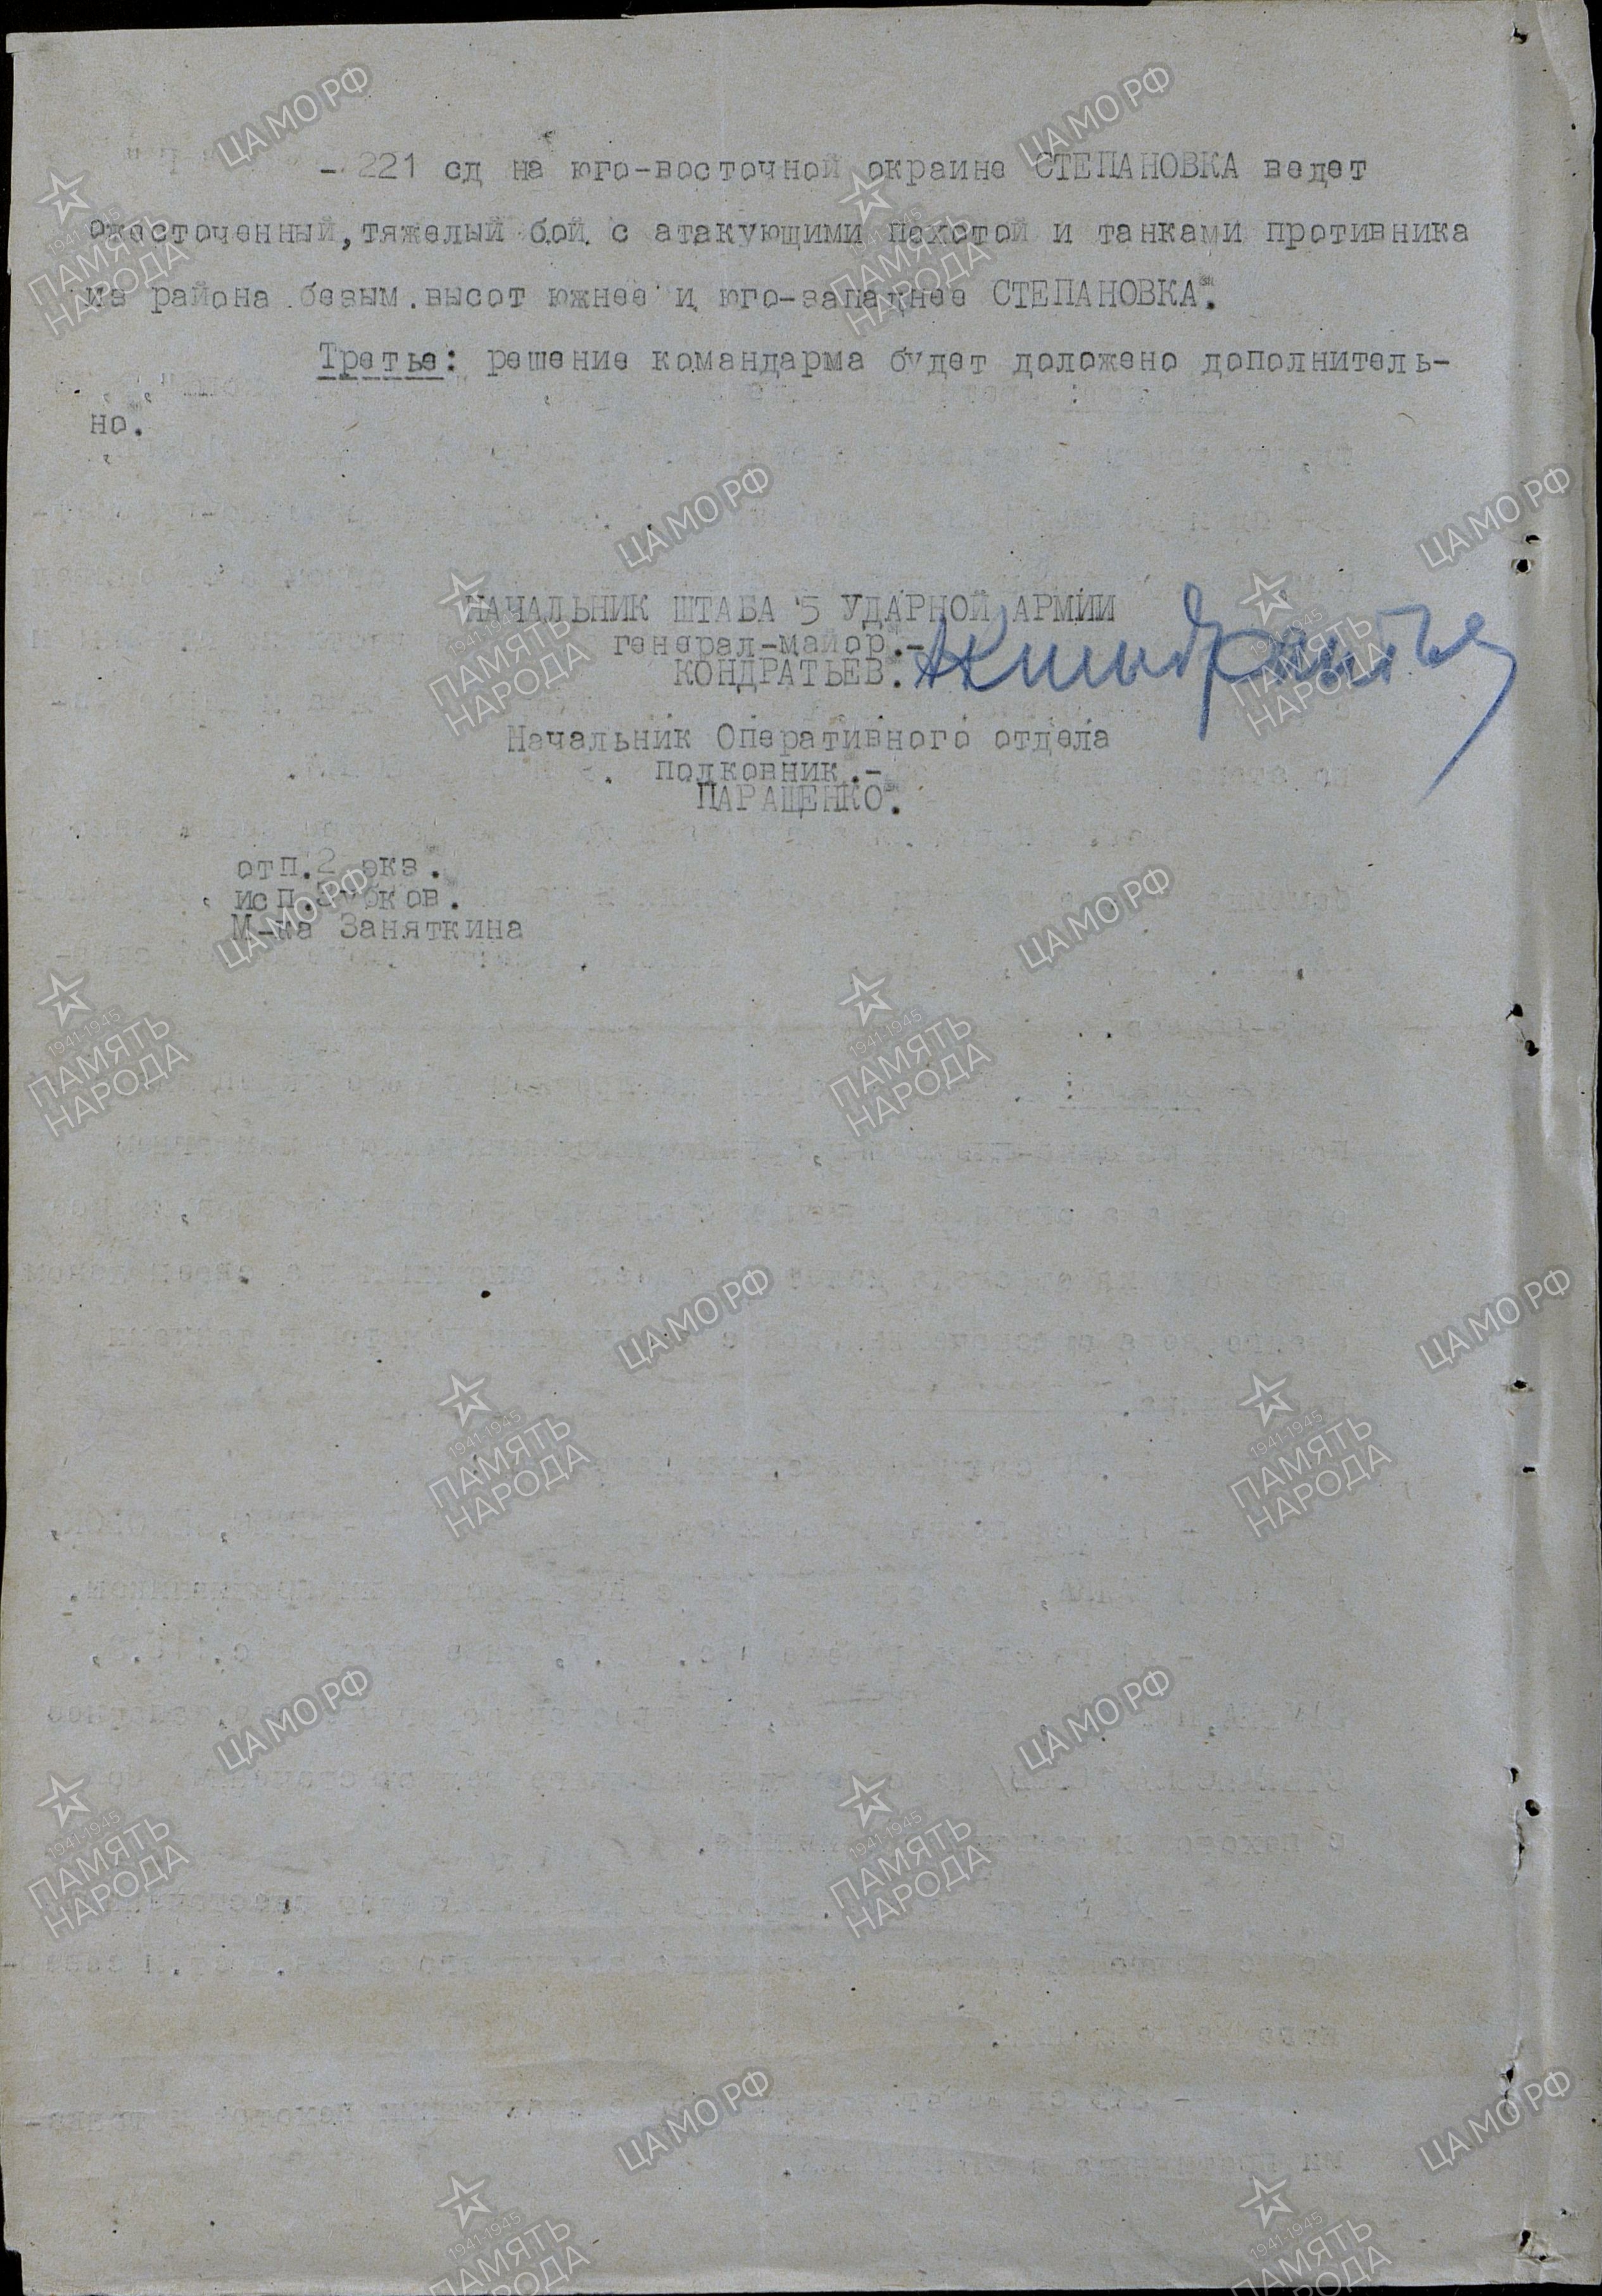 - 221 сд на юго-восточной окраине СТЕПАНОВКА ведет
ожесточенный, тяжелый бой с атакующими пехотой и танками противника
из района безым.высот южнее и юго-западнее СТЕПАНОВКА.
Третье: решение командарма будет доложено дополнитель-
но.
НАЧАЛЬНИК ШТАБА 5 УДАРНОЙ АРМИИ
генерал-майор.-
КОНДРАТЬЕВ.
Начальник Оперативного отдела
полковник.-
ПАРАЩЕНКО.
отп.2 экз.
исп.Зубков.
М-ка Заняткина